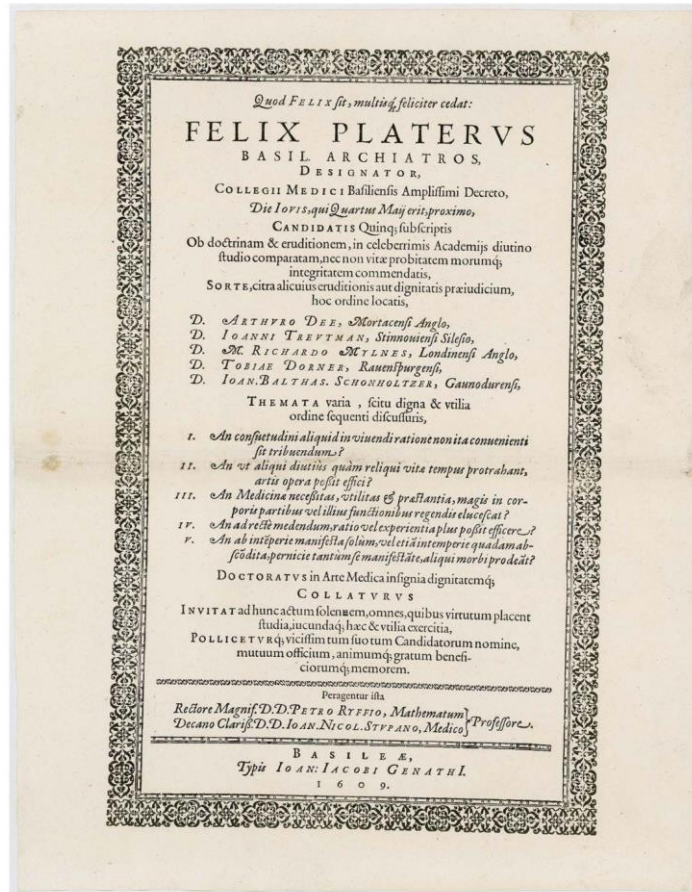 Quod FELIX sit, multisq́; feliciter cedat:
FELIX PLATERVS
BASIL. ARCHIATROS,
DESIGNATOR,
COLLEGII MEDICI Basiliensis Amplissimi Decreto,
Die IOVIS, qui Quartus Maij erit, proximo,
CANDIDATIS Quinq; subscriptis
Ob doctrinam & eruditionem, in celeberrimis Academijs diutino
studio comparatam, nec non vitæ probitatem morumq́;
integritatem commendatis,
SORTE, citra alicuius eruditionis aut dignitatis præiudicium,
hoc ordine locatis,
D. ARTHVRO DEE, Mortacensi Anglo,
D. IOANNI TREVTMAN, Stinnouiensi Silesio,
D. M. RICHARDO MYLNES, Londinensi Anglo,
D. TOBIAE DORNER, Rauenspurgensi,
D. IOAN. BALTHAS. SCHONHOLTZER, Gaunodurensi,
THEMATA varia, scitu digna & vtilia
ordine sequenti discussuris,
I. An consuetudini aliquid in viuendi ratione non ita conuenienti
sit tribuendum?
II. An vt aliqui diutius quàm reliqui vitæ tempus protrahant,
artis opera possit effici?
III. An Medicinæ necessitas, vtilitas & præstantia, magis in cor-
poris partibus vel illius functionibus regendis elucescat?
IV. An ad rectè medendum, ratio vel experientia plus possit efficere?
V. An ab intēperie manifesta solùm, vel etiā intemperie quadam ab-
scōdita, pernicie tantùm se manifestāte, aliqui morbi prodeāt?
DOCTORATVS in Arte Medica insignia dignitatemq́;
COLLATVRVS
INVITAT ad hunc actum solennem, omnes, quibus virtutum placent
studia, iucundaq́; hæc & vtilia exercitia,
POLLICETVRq́; vicissim tum suo tum Candidatorum nomine,
mutuum officium, animumq́; gratum benefi-
ciorumq́; memorem.
Peragentur ista
Rectore Magnif. D. D. PETRO RYFFIO, Mathematum
Decano Clariss. D. D. IOAN. NICOL. STVPANO, Medico } Professore.
BASILEÆ,
Typis IOAN: IACOBI GENATHI.
1609.